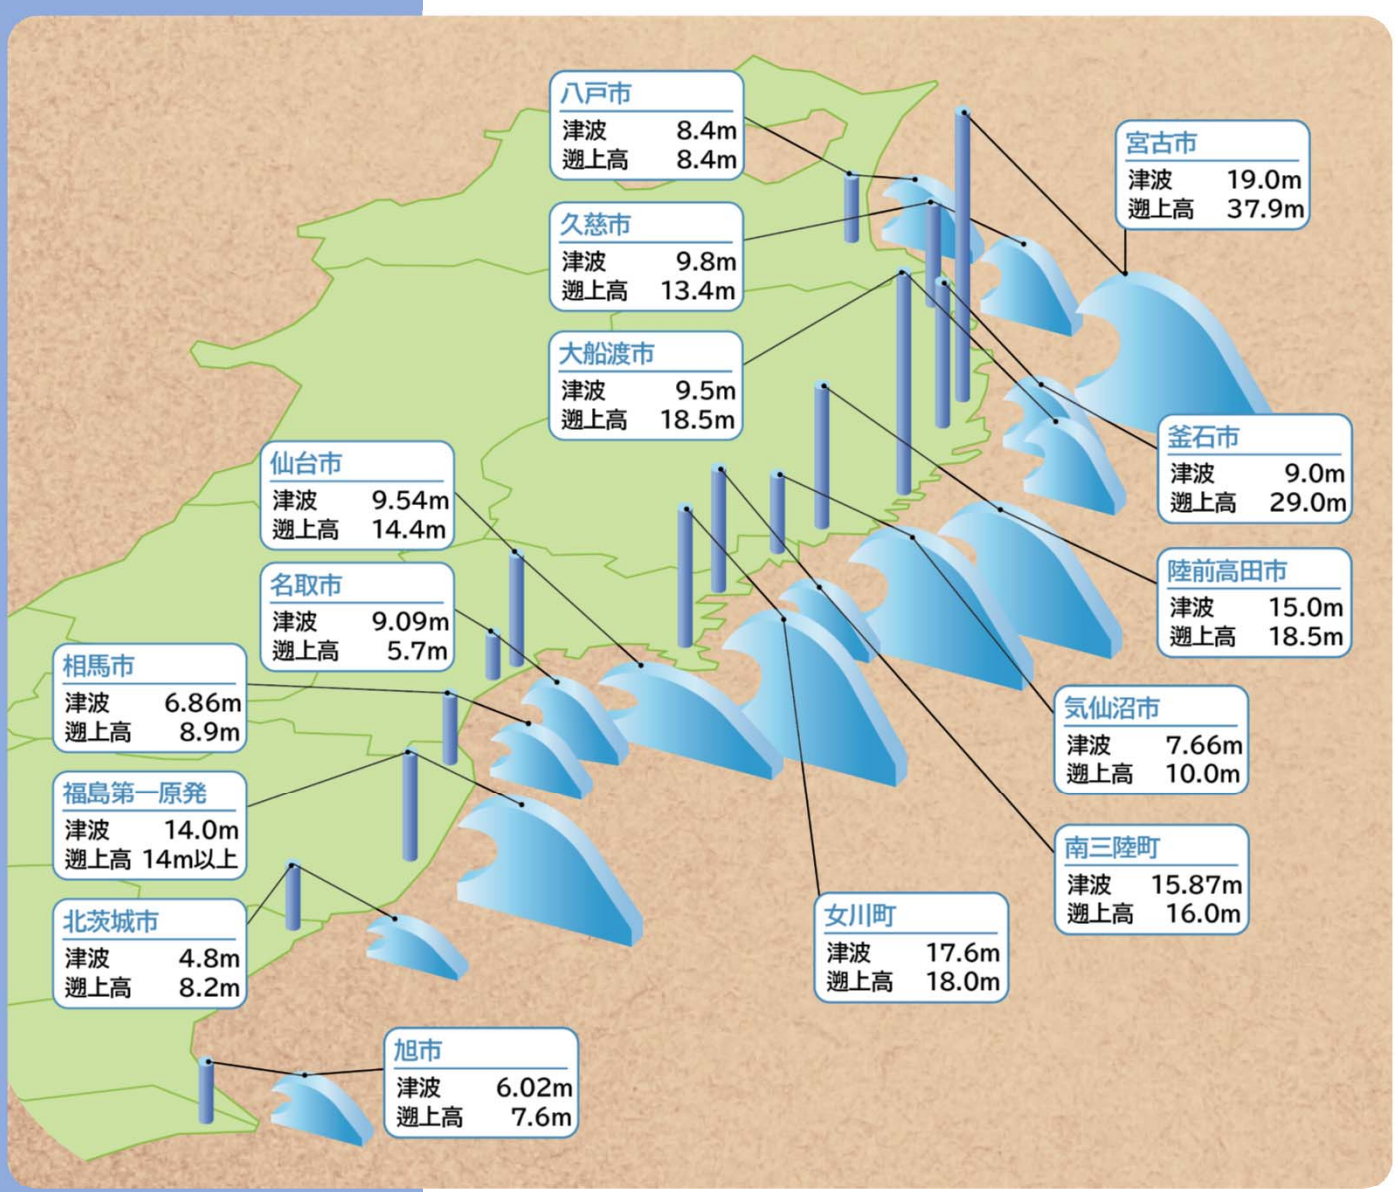 八戸市
津波 8.4m
遡上高 8.4m
宮古市
津波 19.0m
遡上高 37.9m
久慈市
津波 9.8m
遡上高 13.4m
大船渡市
津波 9.5m
遡上高 18.5m
釜石市
津波 9.0m
遡上高 29.0m
仙台市
津波 9.54m
遡上高 14.4m
陸前高田市
津波 15.0m
遡上高 18.5m
名取市
津波 9.09m
遡上高 5.7m
相馬市
津波 6.86m
遡上高 8.9m
気仙沼市
津波 7.66m
遡上高 10.0m
福島第一原発
津波 14.0m
遡上高 14m以上
南三陸町
津波 15.87m
遡上高 16.0m
北茨城市
津波 4.8m
遡上高 8.2m
女川町
津波 17.6m
遡上高 18.0m
旭市
津波 6.02m
遡上高 7.6m